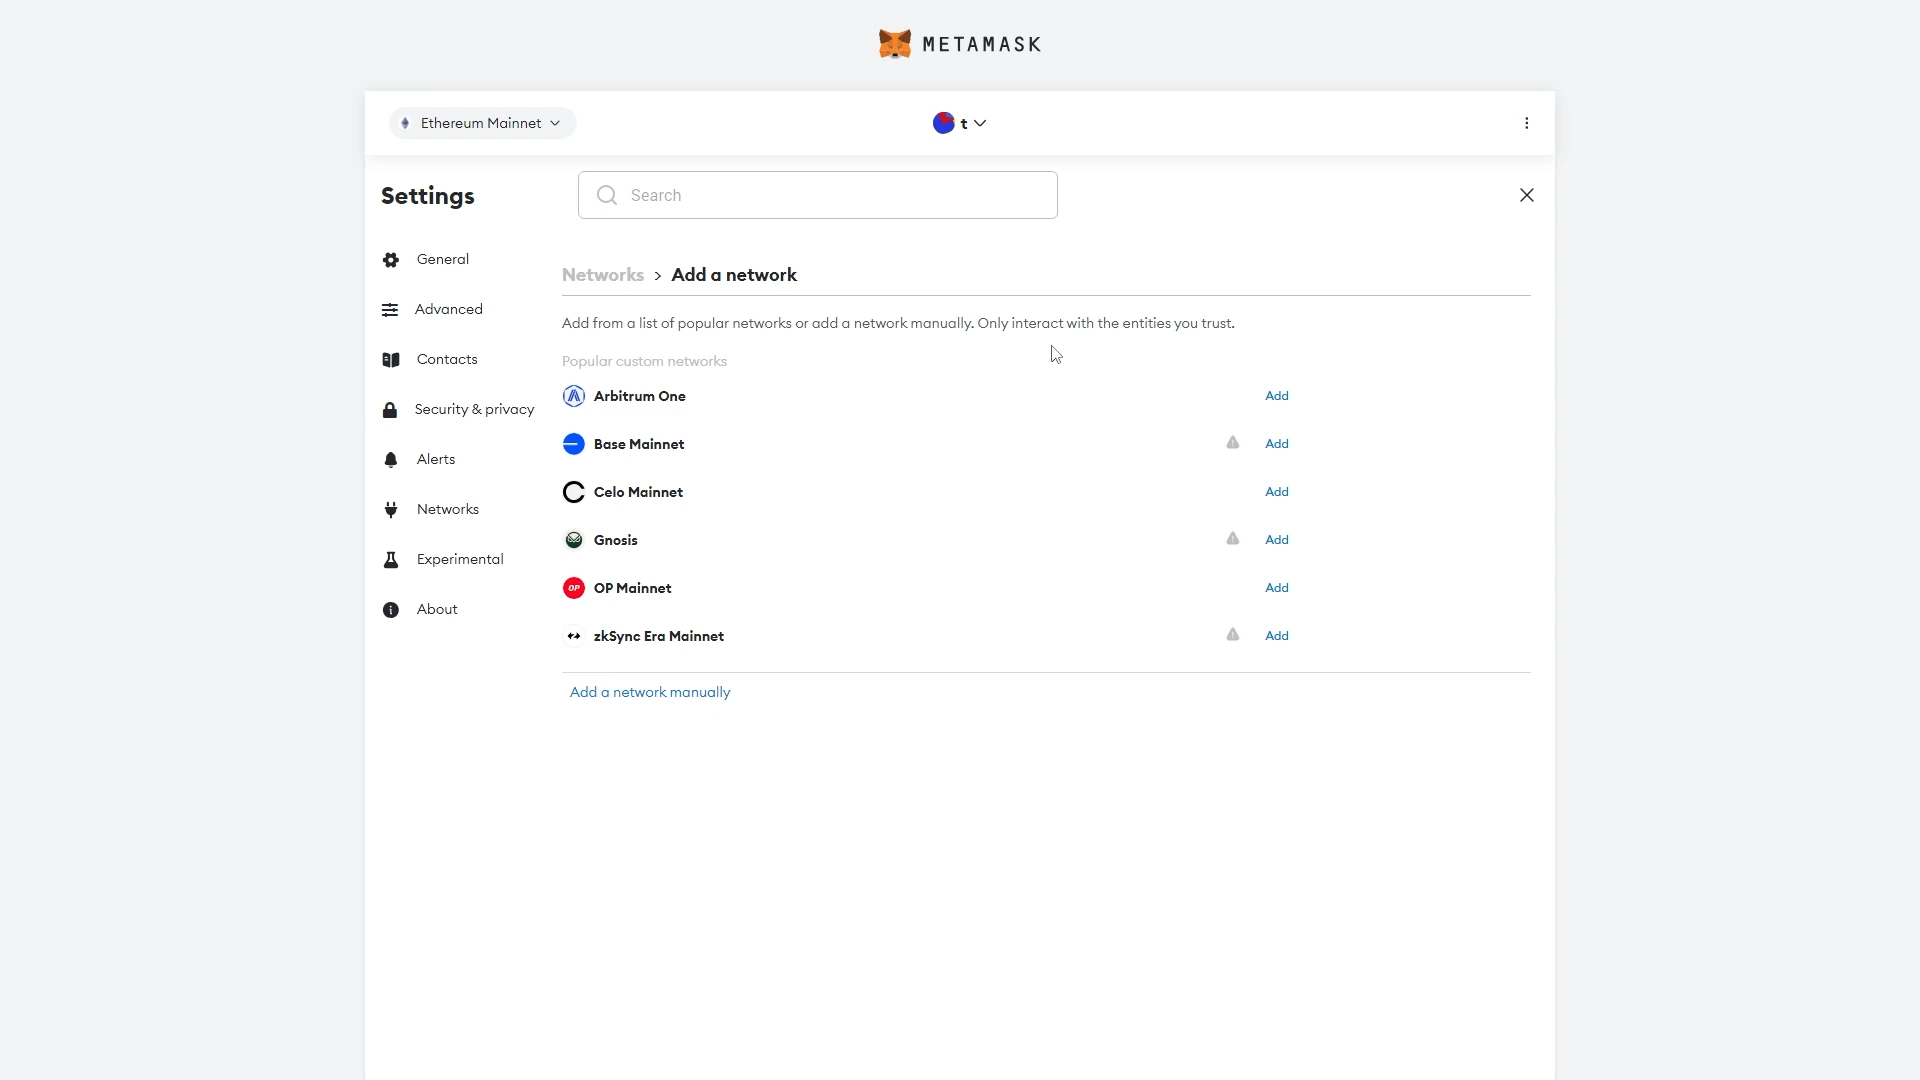 METAMASK
Ethereum Mainnet
t
Settings
Search
General
Advanced
Contacts
Security & privacy
Alerts
Networks
Experimental
About
Networks > Add a network
Add from a list of popular networks or add a network manually. Only interact with the entities you trust.
Popular custom networks
Arbitrum One Add
Base Mainnet Add
Celo Mainnet Add
Gnosis Add
OP OP Mainnet Add
zkSync Era Mainnet Add
Add a network manually